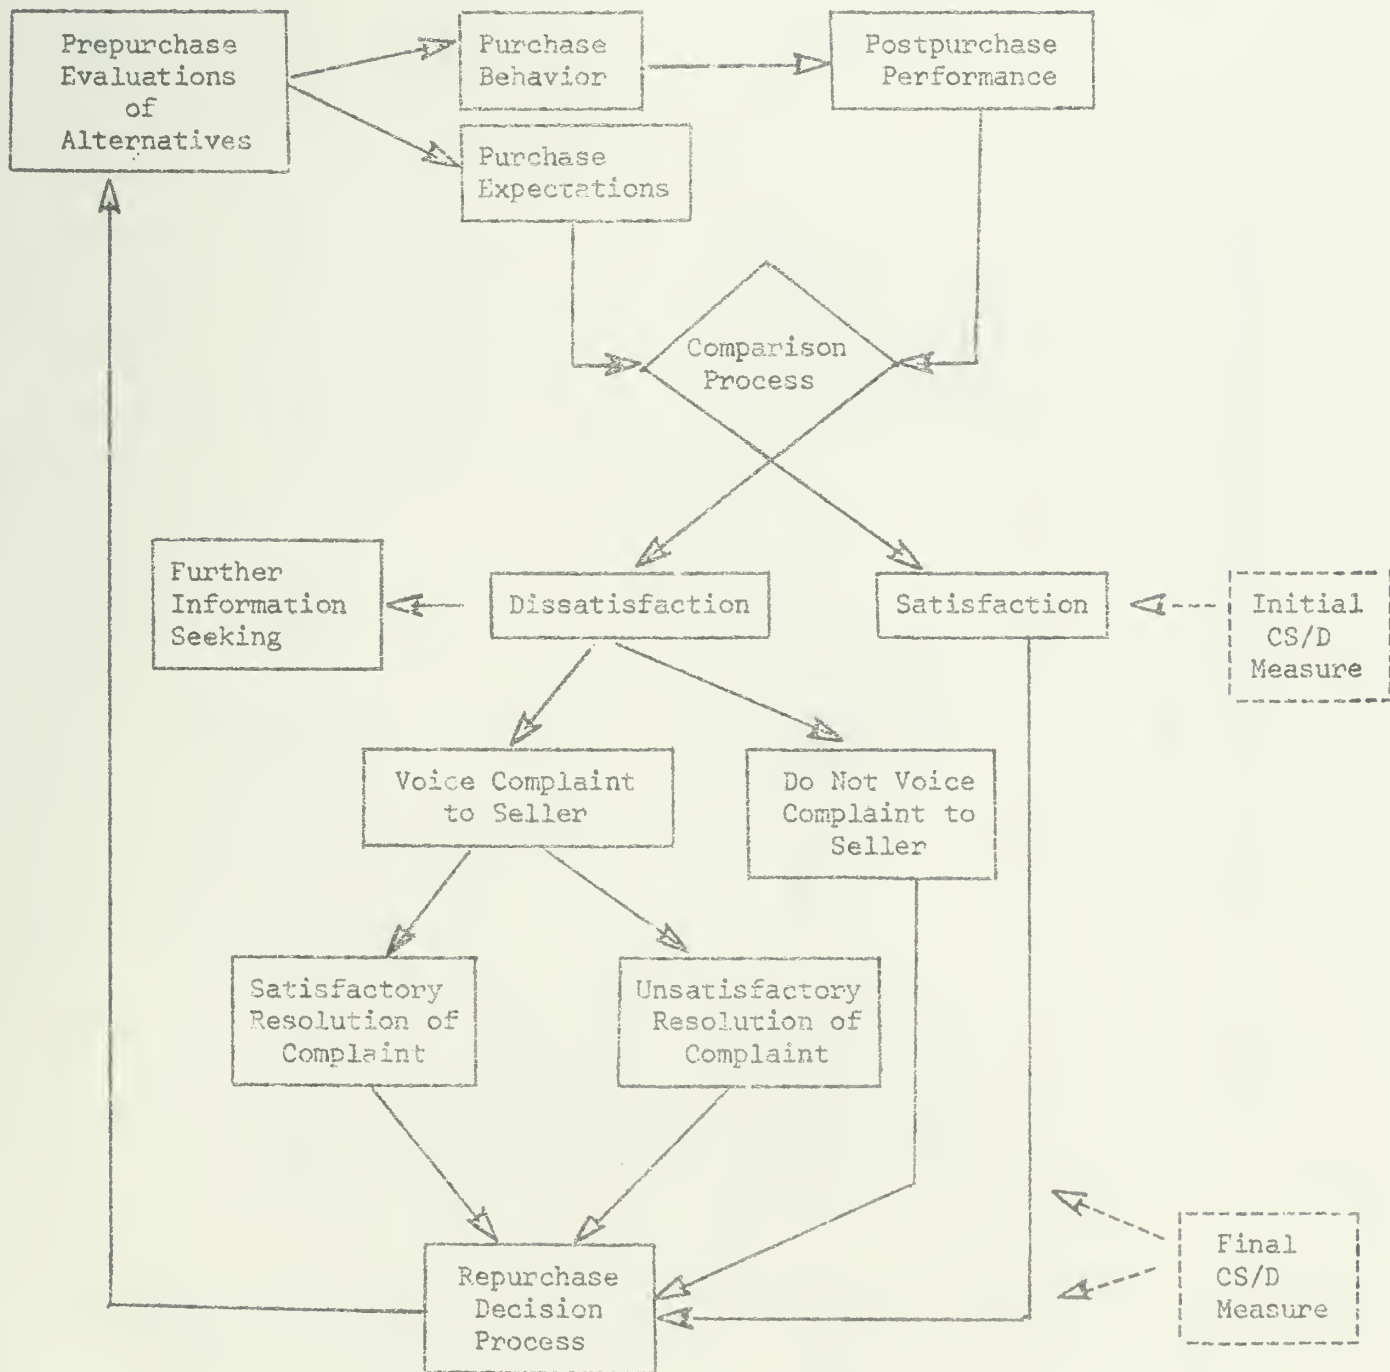 Prepurchase
Evaluations
of
Alternatives
Purchase
Behavior
Postpurchase
Performance
Purchase
Expectations
Comparison
Process
Further
Information
Seeking
Dissatisfaction
Satisfaction
Initial
CS/D
Measure
Voice Complaint
to Seller
Do Not Voice
Complaint to
Seller
Satisfactory
Resolution of
Complaint
Unsatisfactory
Resolution of
Complaint
Repurchase
Decision
Process
Final
CS/D
Measure